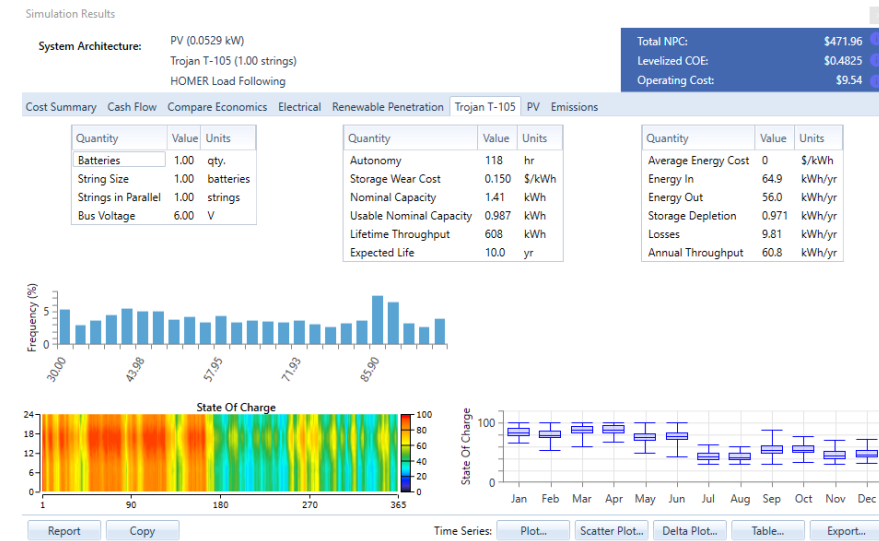 Simulation Results
System Architecture:
PV (0.0529 kW)
Trojan T-105 (1.00 strings)
HOMER Load Following
Total NPC: $471.96
Levelized COE: $0.4825
Operating Cost: $9.54
Cost Summary Cash Flow Compare Economics Electrical Renewable Penetration Trojan T-105 PV Emissions
Quantity Value Units
Batteries 1.00 qty.
String Size 1.00 batteries
Strings in Parallel 1.00 strings
Bus Voltage 6.00 V
Quantity Value Units
Autonomy 118 hr
Storage Wear Cost 0.150 $/kWh
Nominal Capacity 1.41 kWh
Usable Nominal Capacity 0.987 kWh
Lifetime Throughput 608 kWh
Expected Life 10.0 yr
Quantity Value Units
Average Energy Cost 0 $/kWh
Energy In 64.9 kWh/yr
Energy Out 56.0 kWh/yr
Storage Depletion 0.971 kWh/yr
Losses 9.81 kWh/yr
Annual Throughput 60.8 kWh/yr
Frequency (%)
5
0
30.00 43.98 57.95 71.93 85.90
State Of Charge
24
18
12
6
0
1 90 180 270 365
100
80
60
40
20
0
State Of Charge
100
0
Jan Feb Mar Apr May Jun Jul Aug Sep Oct Nov Dec
Report Copy Time Series: Plot... Scatter Plot... Delta Plot... Table... Export...